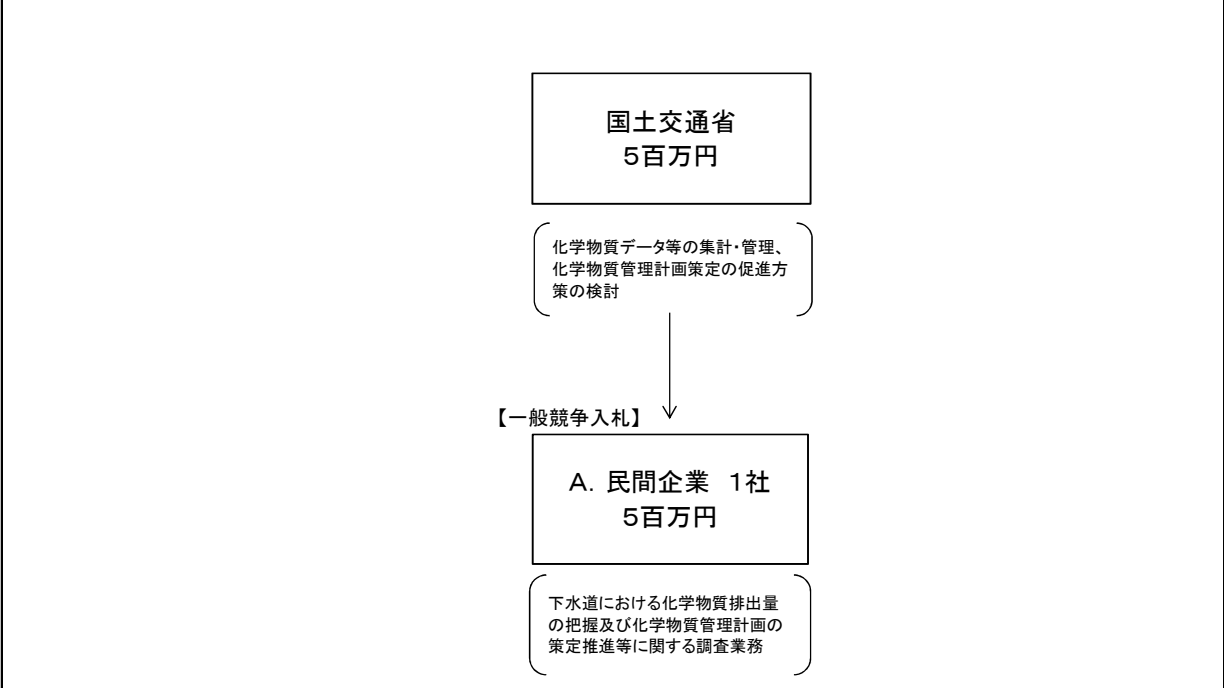 国土交通省
５百万円
化学物質データ等の集計・管理、
化学物質管理計画策定の促進方
策の検討
【一般競争入札】
Ａ．民間企業　１社
５百万円
下水道における化学物質排出量
の把握及び化学物質管理計画の
策定推進等に関する調査業務